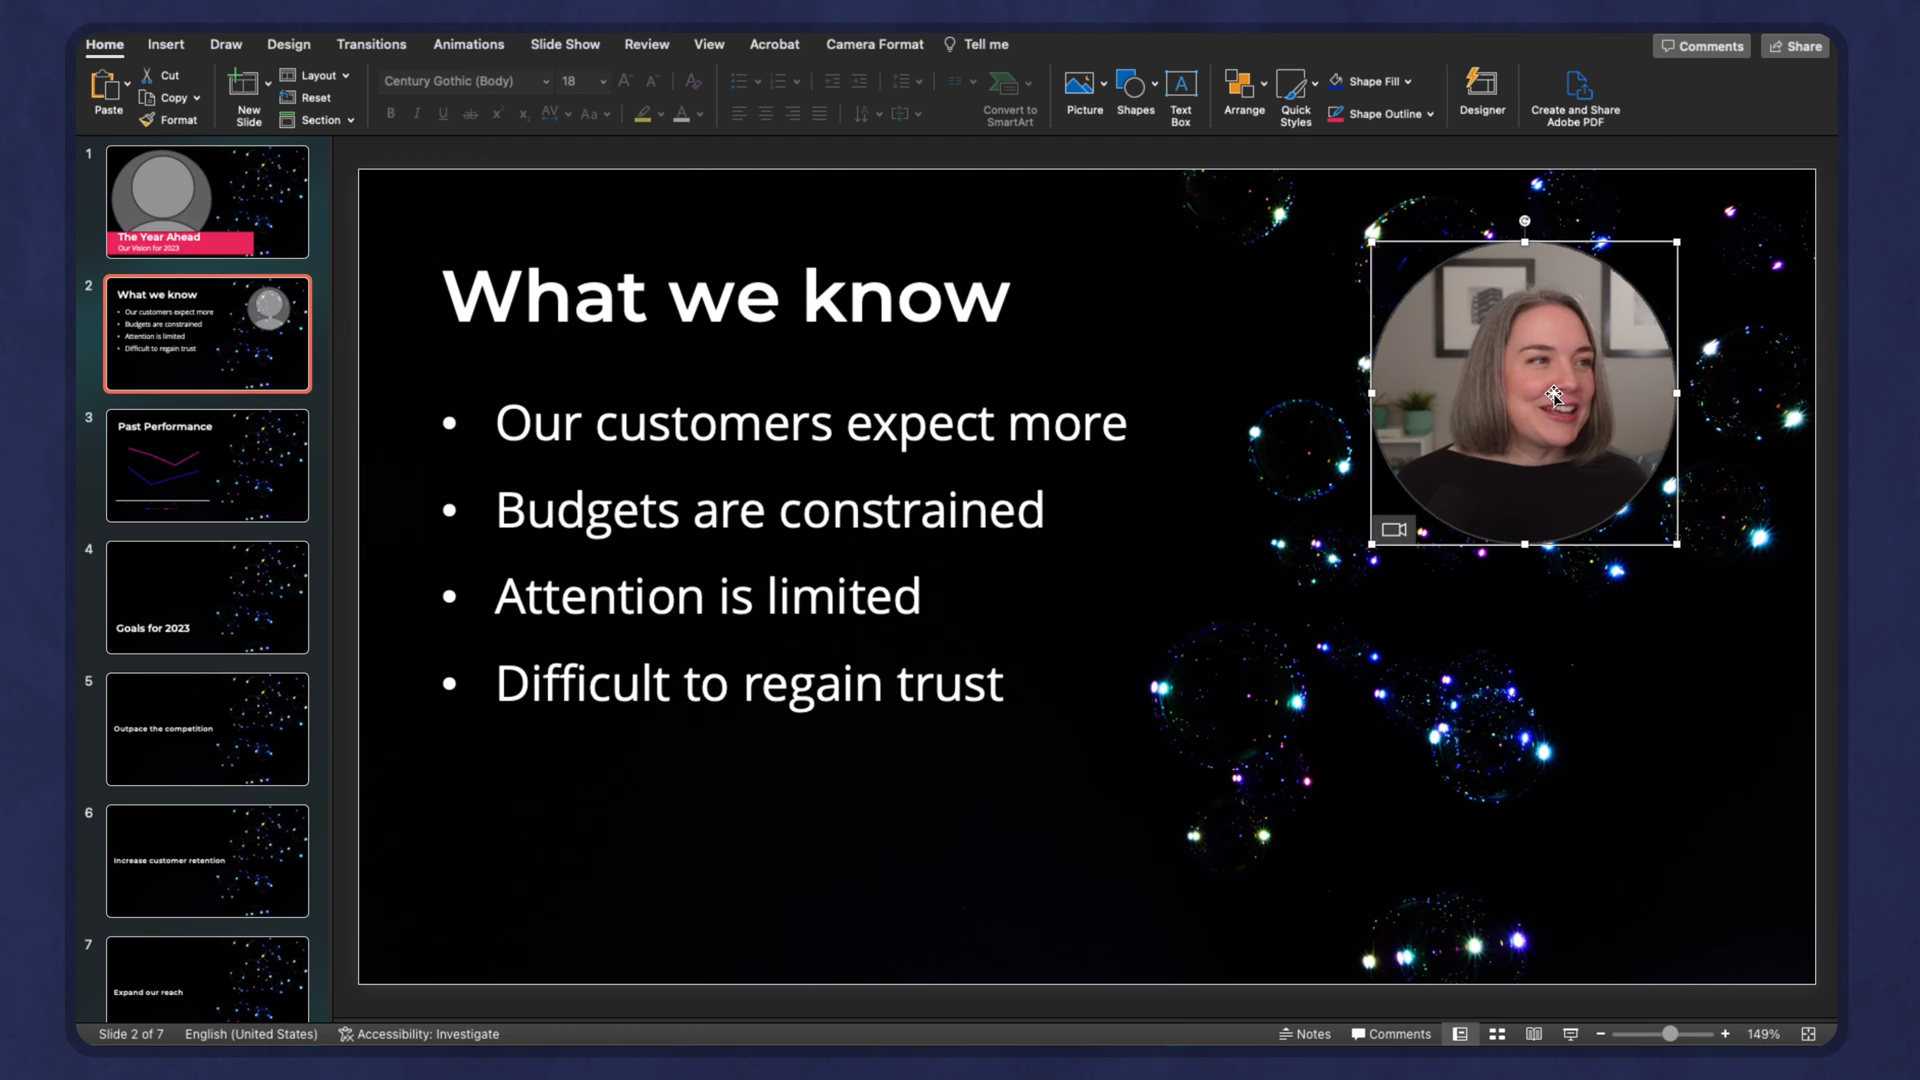 Home Insert Draw Design Transitions Animations Slide Show Review View Acrobat Camera Format Tell me Comments Share
Paste
Cut
Copy
Format
New
Slide
Layout
Reset
Section
Century Gothic (Body) 18
B I U ab x² x, AV Aa A
Convert to
SmartArt
Picture
Shapes
Text
Box
Arrange
Quick
Styles
Shape Fill
Shape Outline
Designer
Create and Share
Adobe PDF
1
The Year Ahead
Our Vision for 2023
2
What we know
• Our customers expect more
• Budgets are constrained
• Attention is limited
• Difficult to regain trust
3
Past Performance
4
Goals for 2023
5
Outpace the competition
6
Increase customer retention
7
Expand our reach
What we know
• Our customers expect more
• Budgets are constrained
• Attention is limited
• Difficult to regain trust
Slide 2 of 7 English (United States) Accessibility: Investigate Notes Comments 149%